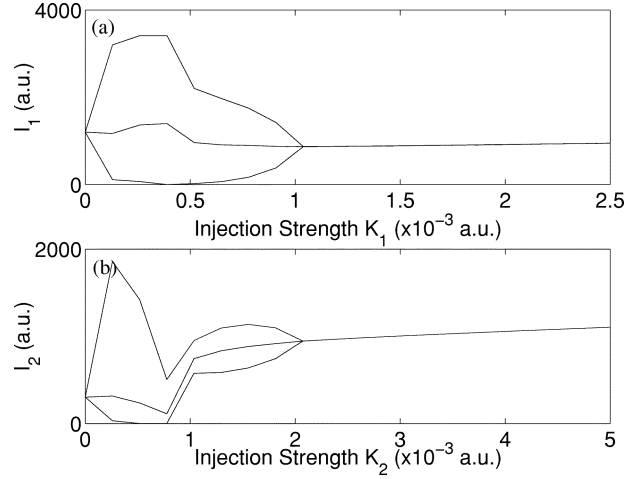 4000
(a)
I1 (a.u.)
0
0 0.5 1 1.5 2 2.5
Injection Strength K1 (x10−3 a.u.)
2000
(b)
I2 (a.u.)
0
0 1 2 3 4 5
Injection Strength K2 (x10−3 a.u.)